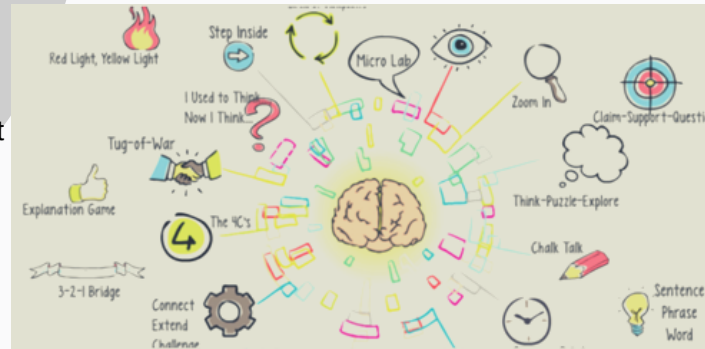 Step Inside
Red Light, Yellow Light
Micro Lab
Zoom In
I Used to Think
Now I Think...
Claim-Support-Questi
t
Tug-of-War
Think-Puzzle-Explore
Explanation Game
The 4C's
4
Chalk Talk
3-2-1 Bridge
Connect
Extend
Challenge
Sentence
Phrase
Word